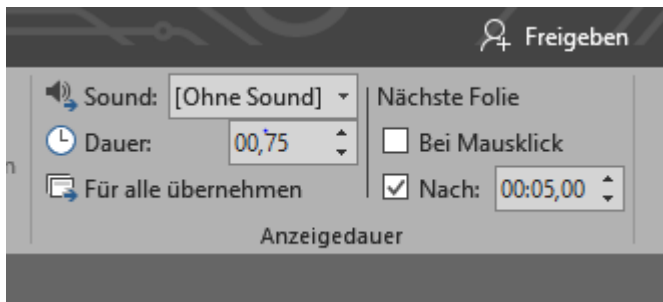 Freigeben
Sound: [Ohne Sound]
Dauer: 00,75
Für alle übernehmen
Nächste Folie
Bei Mausklick
Nach: 00:05,00
Anzeigedauer